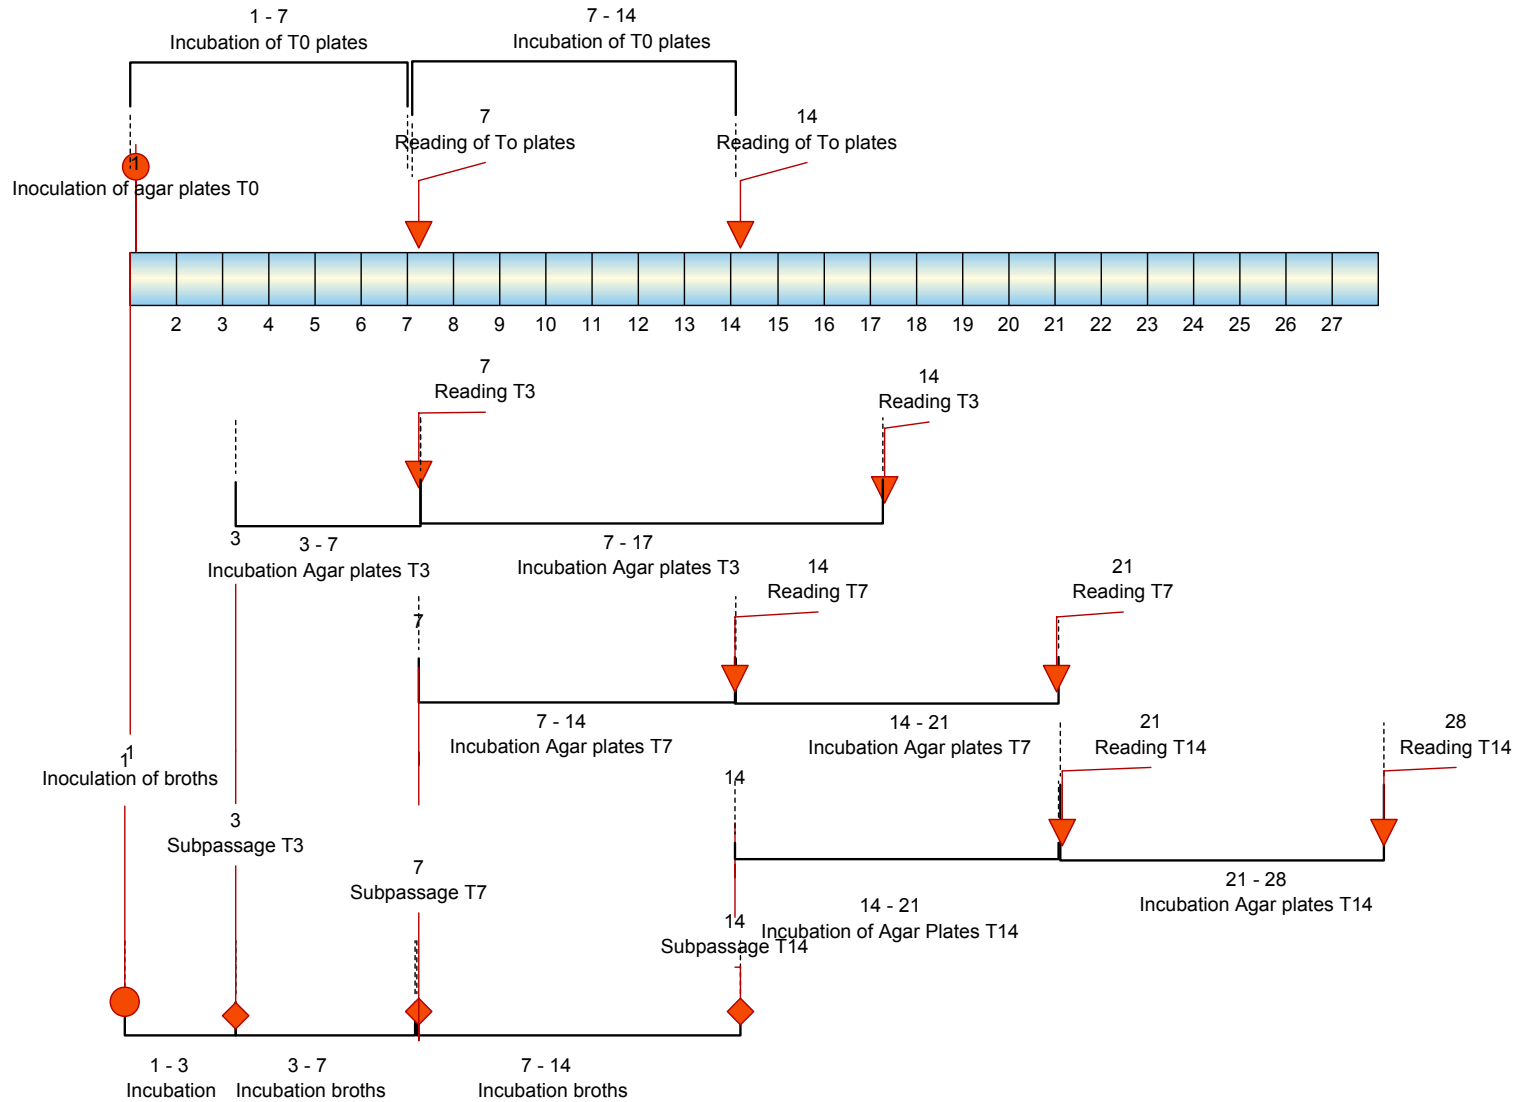 1 - 7
Incubation of T0 plates
7 - 14
Incubation of T0 plates
7
Reading of To plates
14
Reading of To plates
1
Inoculation of agar plates T0
2 3 4 5 6 7 8 9 10 11 12 13 14 15 16 17 18 19 20 21 22 23 24 25 26 27
7
Reading T3
14
Reading T3
3
3 - 7
Incubation Agar plates T3
7 - 17
Incubation Agar plates T3
14
Reading T7
21
Reading T7
7
7 - 14
Incubation Agar plates T7
14 - 21
Incubation Agar plates T7
21
Reading T14
28
Reading T14
1
1
Inoculation of broths
14
3
Subpassage T3
7
Subpassage T7
14 - 21
Incubation of Agar Plates T14
21 - 28
Incubation Agar plates T14
14
Subpassage T14
1 - 3
Incubation
3 - 7
Incubation broths
7 - 14
Incubation broths